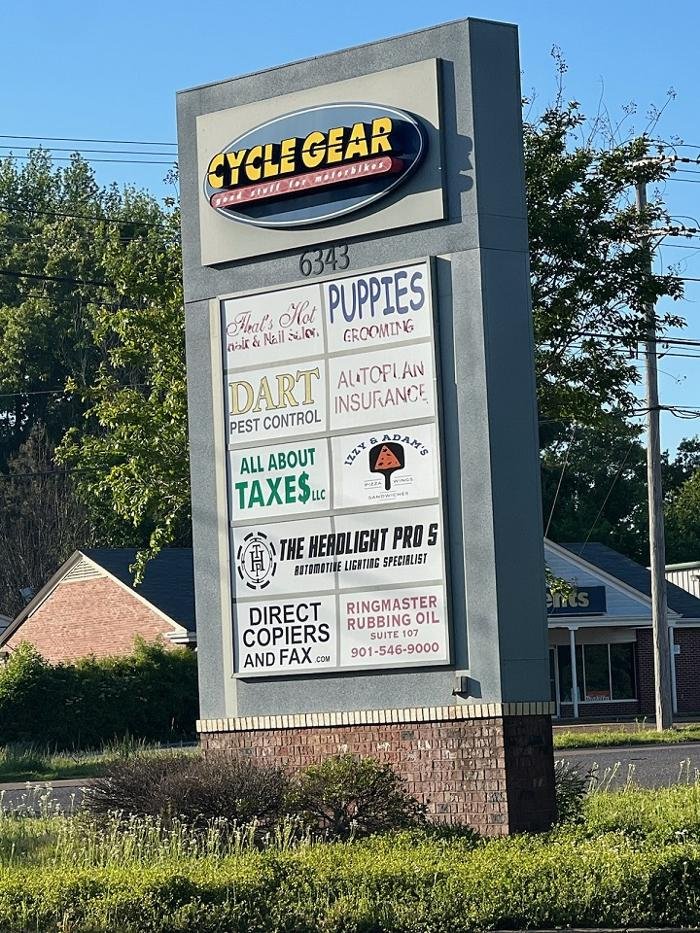 CYCLE GEAR
good stuff for motorbikes
6343
That's Hot
Hair & Nail Salon
PUPPIES
GROOMING
DART
PEST CONTROL
AUTOPLAN
INSURANCE
ALL ABOUT
TAXE$ LLC
IZZY & ADAM'S
PIZZA WINGS
SANDWICHES
THE HEADLIGHT PRO S
AUTOMOTIVE LIGHTING SPECIALIST
DIRECT
COPIERS
AND FAX.COM
RINGMASTER
RUBBING OIL
SUITE 107
901-546-9000